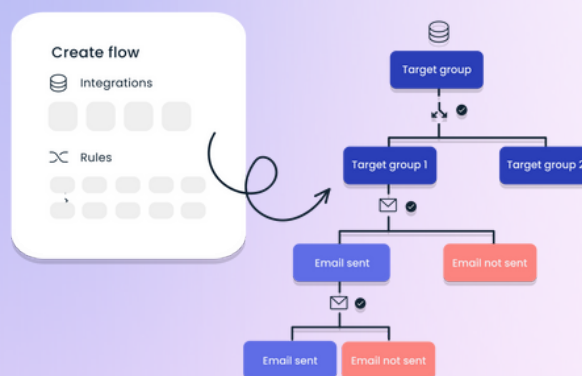 Create flow
Integrations
Rules
Target group
Target group 1
Target group 2
Email sent
Email not sent
Email sent
Email not sent